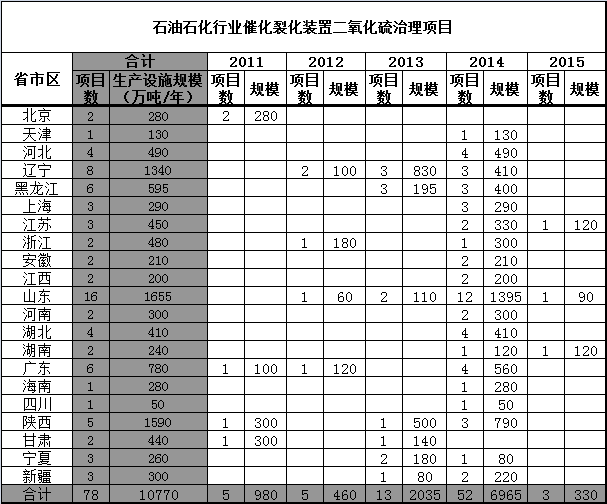 石油石化行业催化裂化装置二氧化硫治理项目
省市区 合计 2011 2012 2013 2014 2015
项目数 生产设施规模(万吨/年) 项目数 规模 项目数 规模 项目数 规模 项目数 规模 项目数 规模
北京 2 280 2 280
天津 1 130 1 130
河北 4 490 4 490
辽宁 8 1340 2 100 3 830 3 410
黑龙江 6 595 3 195 3 400
上海 3 290 3 290
江苏 3 450 2 330 1 120
浙江 2 480 1 180 1 300
安徽 2 210 2 210
江西 2 200 2 200
山东 16 1655 1 60 2 110 12 1395 1 90
河南 2 300 2 300
湖北 4 410 4 410
湖南 2 240 1 120 1 120
广东 6 780 1 100 1 120 4 560
海南 1 280 1 280
四川 1 50 1 50
陕西 5 1590 1 300 1 500 3 790
甘肃 2 440 1 300 1 140
宁夏 3 260 2 180 1 80
新疆 3 300 1 80 2 220
合计 78 10770 5 980 5 460 13 2035 52 6965 3 330